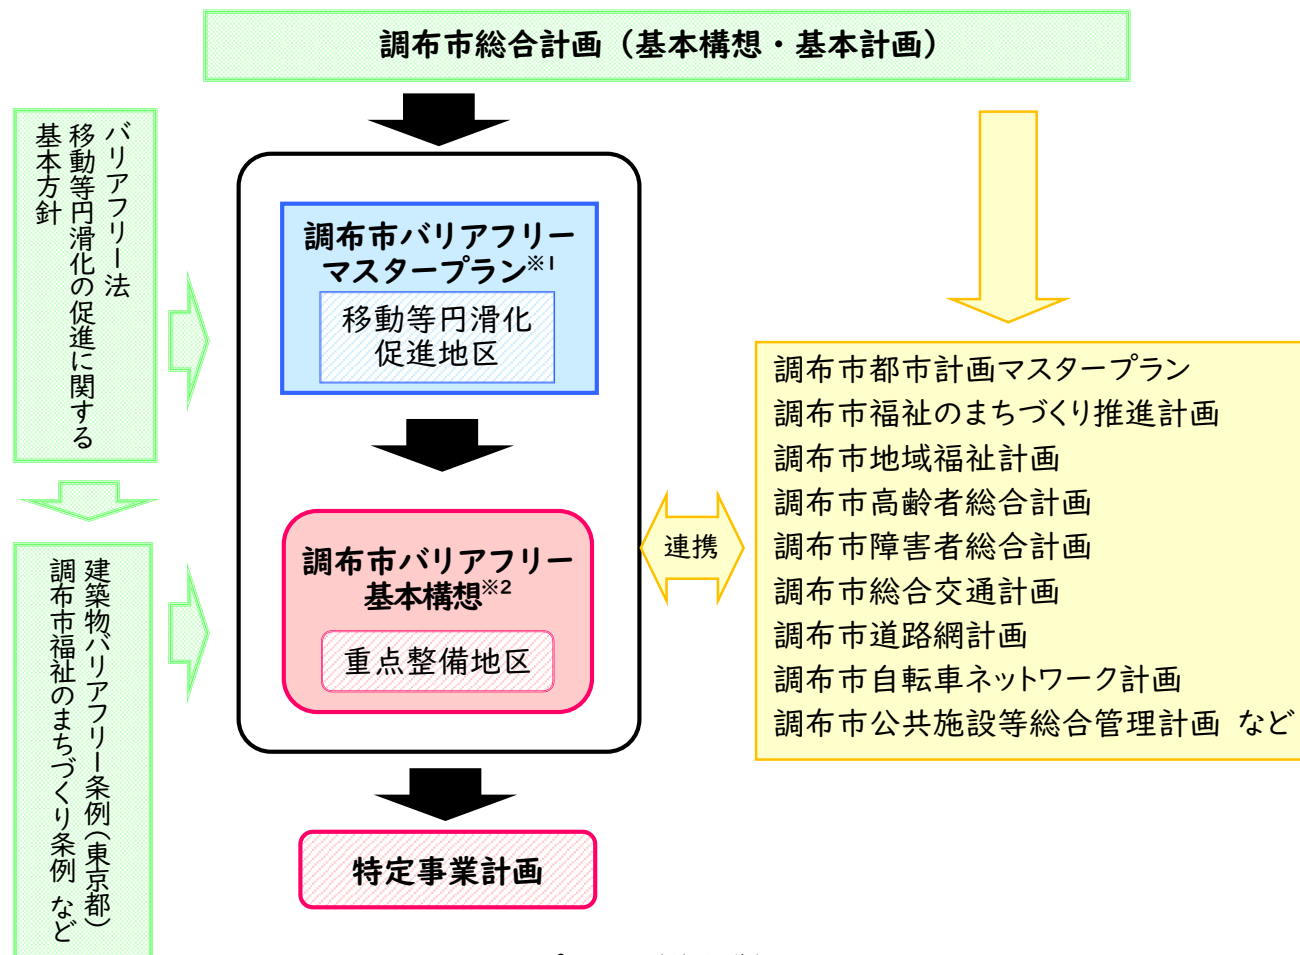 調布市総合計画（基本構想・基本計画）
バリアフリー法
移動等円滑化の促進に関する
基本方針
調布市バリアフリー
マスタープラン※1
移動等円滑化
促進地区
調布市バリアフリー
基本構想※2
重点整備地区
特定事業計画
建築物バリアフリー条例（東京都）
調布市福祉のまちづくり条例 など
連携
調布市都市計画マスタープラン
調布市福祉のまちづくり推進計画
調布市地域福祉計画
調布市高齢者総合計画
調布市障害者総合計画
調布市総合交通計画
調布市道路網計画
調布市自転車ネットワーク計画
調布市公共施設等総合管理計画 など